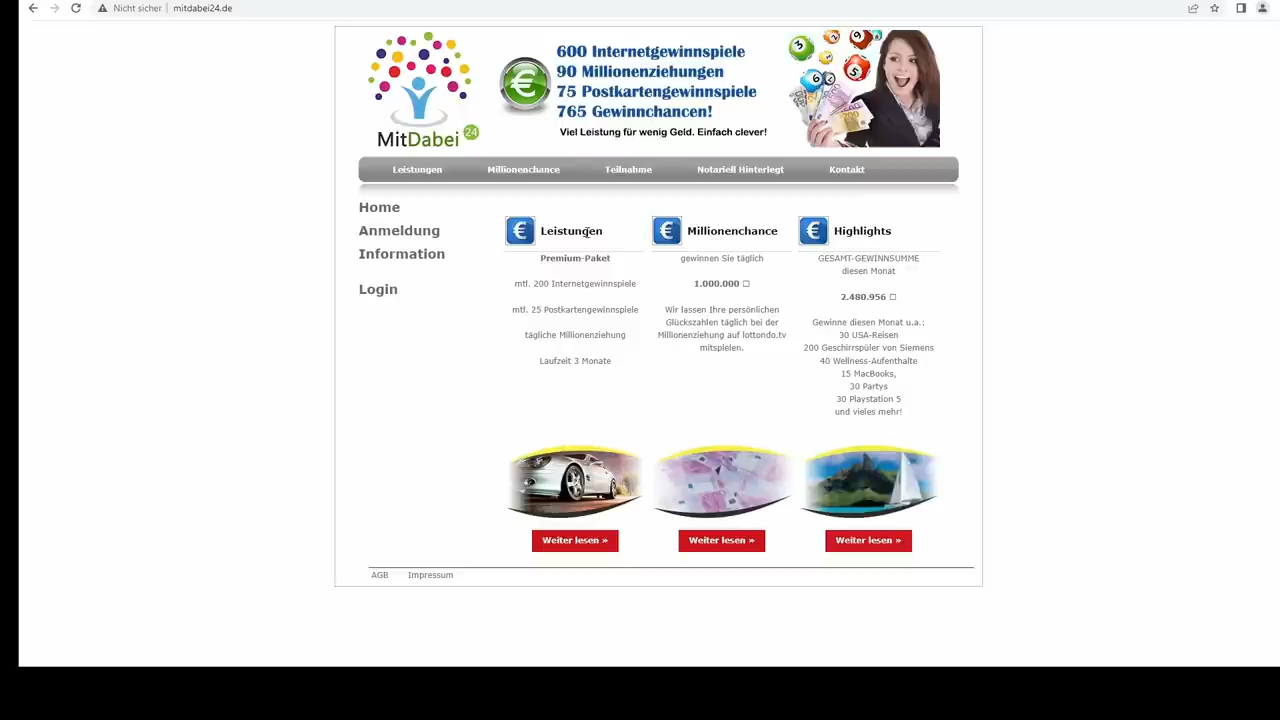 Nicht sicher
mitdabei24.de
600 Internetgewinnspiele
90 Millionenziehungen
75 Postkartengewinnspiele
765 Gewinnchancen!
Viel Leistung für wenig Geld. Einfach clever!
MitDabei 24
Leistungen
Millionenchance
Teilnahme
Notariell Hinterlegt
Kontakt
Home
Anmeldung
Information
Login
Leistungen
Premium-Paket
mtl. 200 Internetgewinnspiele
mtl. 25 Postkartengewinnspiele
tägliche Millionenziehung
Laufzeit 3 Monate
Weiter lesen »
Millionenchance
gewinnen Sie täglich
1.000.000 □
Wir lassen Ihre persönlichen
Glückszahlen täglich bei der
Millionenziehung auf lottondo.tv
mitspielen.
Weiter lesen »
Highlights
GESAMT-GEWINNSUMME
diesen Monat
2.480.956 □
Gewinne diesen Monat u.a.:
30 USA-Reisen
200 Geschirrspüler von Siemens
40 Wellness-Aufenthalte
15 MacBooks,
30 Partys
30 Playstation 5
und vieles mehr!
Weiter lesen »
AGB
Impressum